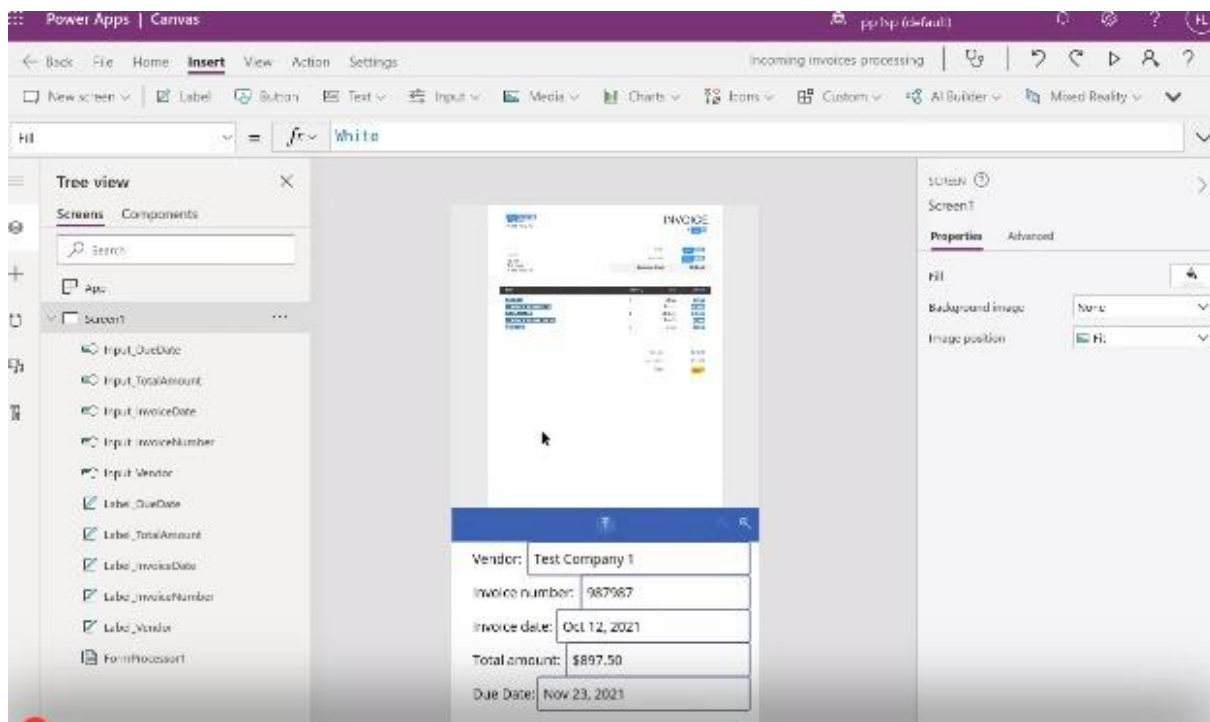 Power Apps | Canvas
pp1sp (default)
?
FL
Back File Home Insert View Action Settings
Incoming invoices processing
?
New screen Label Button Text Input Media Charts Icons Custom AI Builder Mixed Reality
Fill = fx White
Tree view
Screens Components
Search
App
Screen1
Input_DueDate
Input_TotalAmount
Input_InvoiceDate
Input_InvoiceNumber
Input_Vendor
Label_DueDate
Label_TotalAmount
Label_InvoiceDate
Label_InvoiceNumber
Label_Vendor
FormProcessor1
INVOICE
Vendor: Test Company 1
Invoice number: 987987
Invoice date: Oct 12, 2021
Total amount: $897.50
Due Date: Nov 23, 2021
SCREEN
Screen1
Properties Advanced
Fill
Background image None
Image position Fit